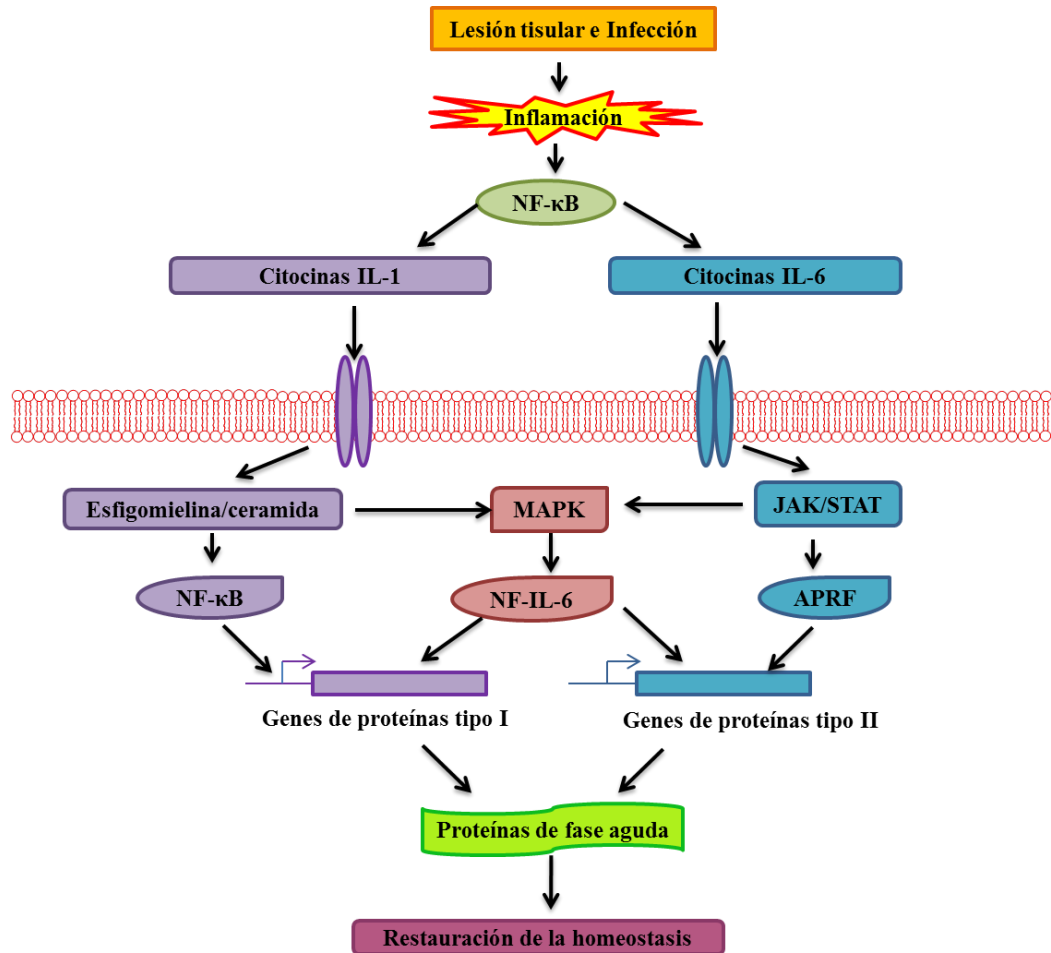 Lesión tisular e Infección
Inflamación
NF-κB
Citocinas IL-1
Citocinas IL-6
Esfigomielina/ceramida
MAPK
JAK/STAT
NF-κB
NF-IL-6
APRF
Genes de proteínas tipo I
Genes de proteínas tipo II
Proteínas de fase aguda
Restauración de la homeostasis